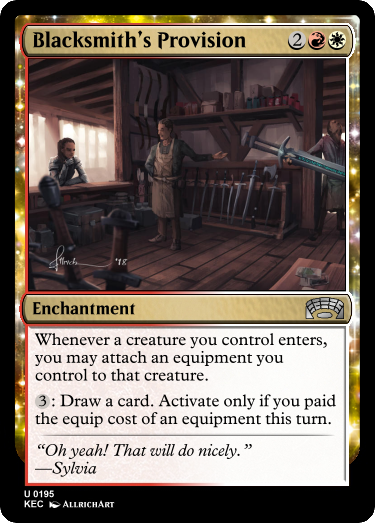 Blacksmith's Provision 2
Enchantment
Whenever a creature you control enters,
you may attach an equipment you
control to that creature.
3: Draw a card. Activate only if you paid
the equip cost of an equipment this turn.
"Oh yeah! That will do nicely."
—Sylvia
U 0195
KEC AllrichArt
'18